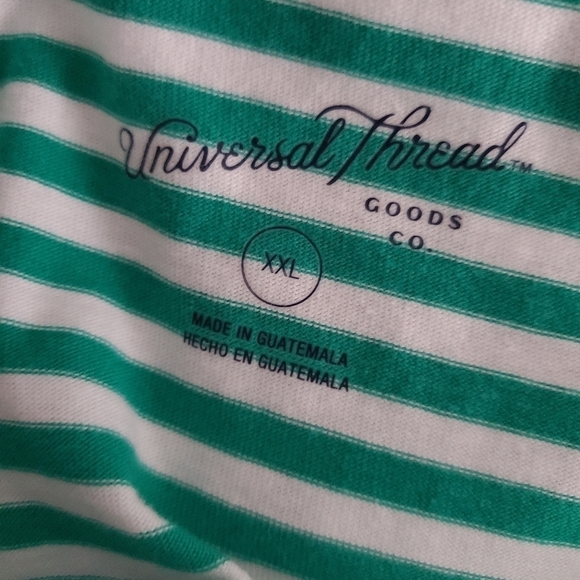 Universal Thread™
GOODS
CO.
XXL
MADE IN GUATEMALA
HECHO EN GUATEMALA